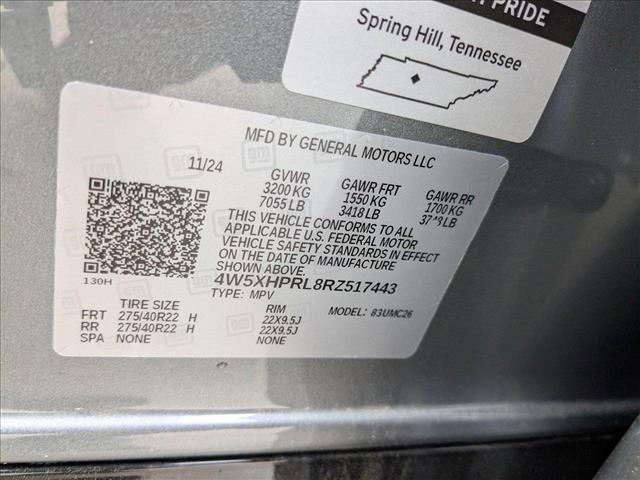 PRIDE
Spring Hill, Tennessee
MFD BY GENERAL MOTORS LLC
11/24
GVWR GAWR FRT GAWR RR
3200 KG 1550 KG 1700 KG
7055 LB 3418 LB LB
THIS VEHICLE CONFORMS TO ALL
APPLICABLE U.S. FEDERAL MOTOR
VEHICLE SAFETY STANDARDS IN EFFECT
ON THE DATE OF MANUFACTURE
SHOWN ABOVE.
4W5XHPRL8RZ517443
TYPE: MPV MODEL: 83UMC26
130H
TIRE SIZE RIM
FRT 275/40R22 H 22X9.5J
RR 275/40R22 H 22X9.5J
SPA NONE NONE